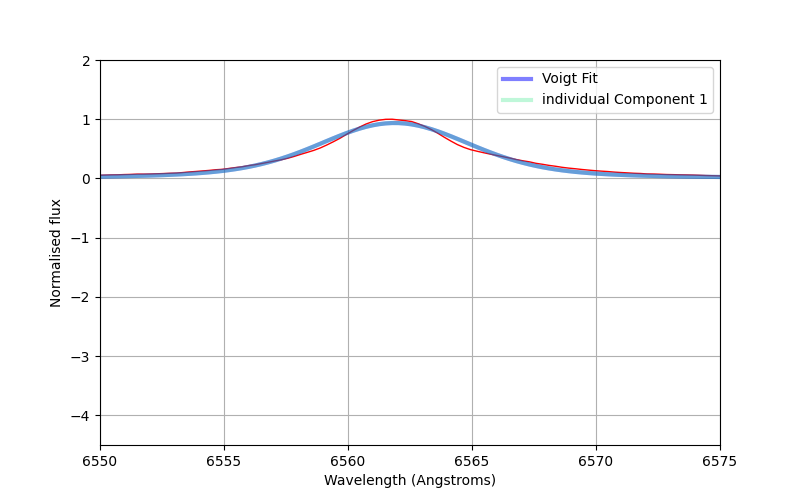 Voigt Fit
individual Component 1
2
1
0
−1
−2
−3
−4
Normalised flux
6550 6555 6560 6565 6570 6575
Wavelength (Angstroms)